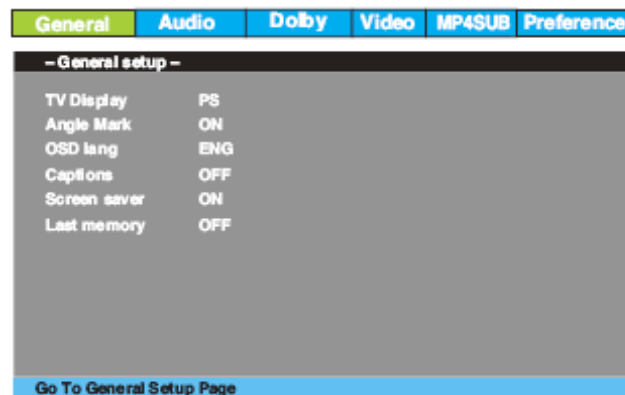 General Audio Dolby Video MP4SUB Preference
– General setup –
TV Display PS
Angle Mark ON
OSD lang ENG
Captions OFF
Screen saver ON
Last memory OFF
Go To General Setup Page